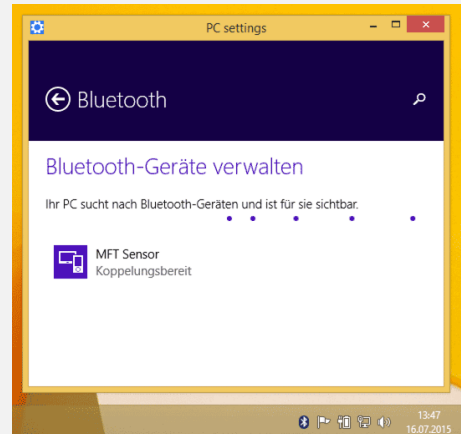 PC settings
Bluetooth
Bluetooth-Geräte verwalten
Ihr PC sucht nach Bluetooth-Geräten und ist für sie sichtbar.
MFT Sensor
Koppelungsbereit
13:47
16.07.2015